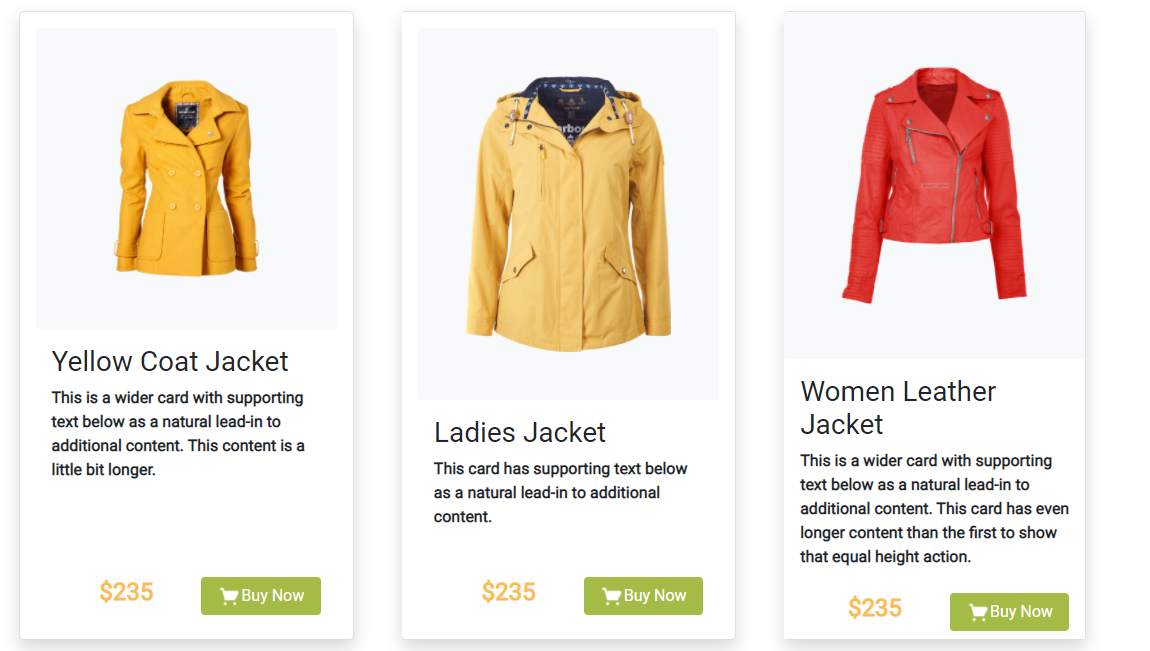 Yellow Coat Jacket
This is a wider card with supporting
text below as a natural lead-in to
additional content. This content is a
little bit longer.
$235
Buy Now
Ladies Jacket
This card has supporting text below
as a natural lead-in to additional
content.
$235
Buy Now
Women Leather
Jacket
This is a wider card with supporting
text below as a natural lead-in to
additional content. This card has even
longer content than the first to show
that equal height action.
$235
Buy Now